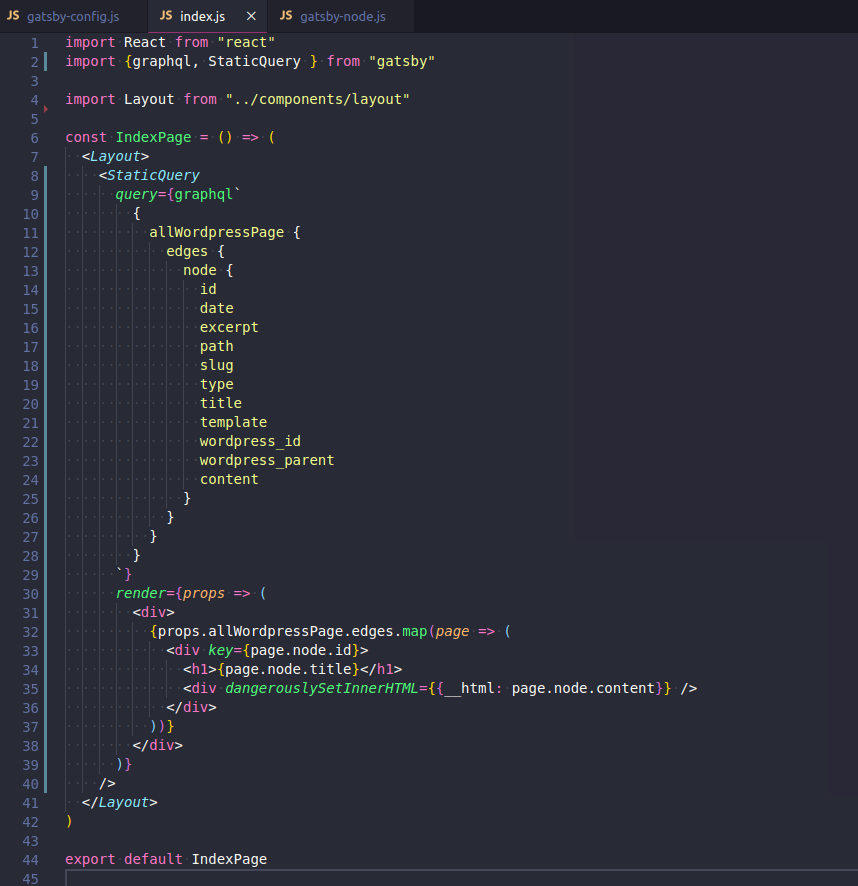 JS gatsby-config.js JS index.js × JS gatsby-node.js
1 import React from "react"
2 import {graphql, StaticQuery } from "gatsby"
3
4 import Layout from "../components/layout"
5
6 const IndexPage = () => (
7   <Layout>
8     <StaticQuery
9       query={graphql`
10         {
11           allWordpressPage {
12             edges {
13               node {
14                 id
15                 date
16                 excerpt
17                 path
18                 slug
19                 type
20                 title
21                 template
22                 wordpress_id
23                 wordpress_parent
24                 content
25               }
26             }
27           }
28         }
29       `}
30       render={props => (
31         <div>
32           {props.allWordpressPage.edges.map(page => (
33             <div key={page.node.id}>
34               <h1>{page.node.title}</h1>
35               <div dangerouslySetInnerHTML={{__html: page.node.content}} />
36             </div>
37           ))}
38         </div>
39       )}
40     />
41   </Layout>
42 )
43
44 export default IndexPage
45